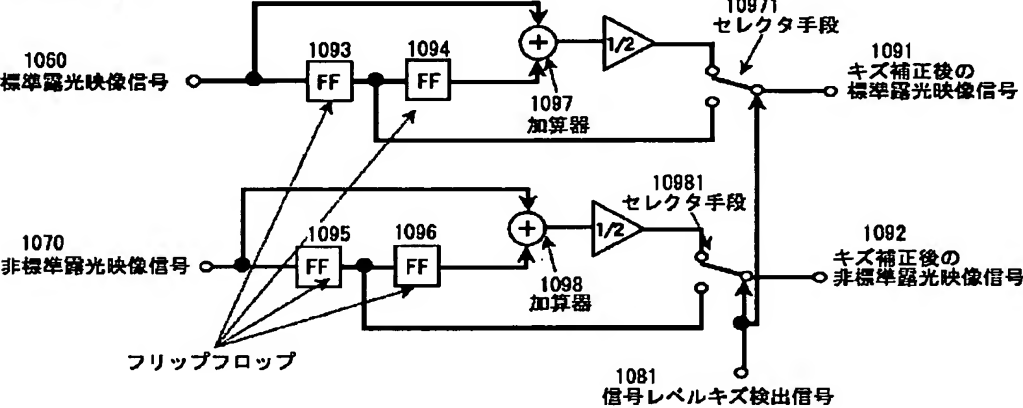 10971
セレクタ手段
1060
標準露光映像信号
1093
FF
1094
FF
+
1/2
1097
加算器
1091
キズ補正後の
標準露光映像信号
1070
非標準露光映像信号
1095
FF
1096
FF
+
1/2
1098
加算器
10981
セレクタ手段
1092
キズ補正後の
非標準露光映像信号
フリップフロップ
1081
信号レベルキズ検出信号